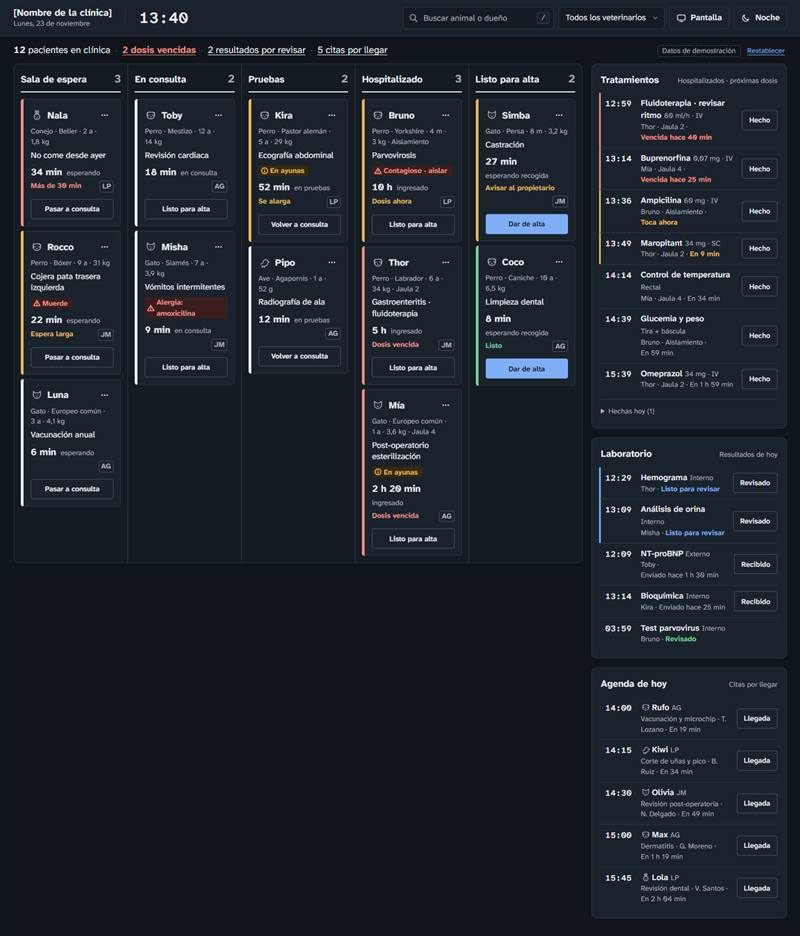 [Nombre de la clínica]
Lunes, 23 de noviembre
13:40
Buscar animal o dueño
/
Todos los veterinarios
Pantalla
Noche
12 pacientes en clínica · 2 dosis vencidas · 2 resultados por revisar · 5 citas por llegar
Datos de demostración
Restablecer
Sala de espera 3
Nala ···
Conejo · Belier · 2 a ·
1,8 kg
No come desde ayer
34 min esperando
Más de 30 min LP
Pasar a consulta
Rocco ···
Perro · Bóxer · 9 a · 31 kg
Cojera pata trasera
izquierda
Muerde
22 min esperando
Espera larga JM
Pasar a consulta
Luna ···
Gato · Europeo común ·
3 a · 4,1 kg
Vacunación anual
6 min esperando
AG
Pasar a consulta
En consulta 2
Toby ···
Perro · Mestizo · 12 a ·
14 kg
Revisión cardiaca
18 min en consulta
AG
Listo para alta
Misha ···
Gato · Siamés · 7 a ·
3,9 kg
Vómitos intermitentes
Alergia:
amoxicilina
9 min en consulta
JM
Listo para alta
Pruebas 2
Kira ···
Perro · Pastor alemán ·
5 a · 29 kg
Ecografía abdominal
En ayunas
52 min en pruebas
Se alarga LP
Volver a consulta
Pipo ···
Ave · Agapornis · 1 a ·
52 g
Radiografía de ala
12 min en pruebas
AG
Volver a consulta
Hospitalizado 3
Bruno ···
Perro · Yorkshire · 4 m ·
3 kg · Aislamiento
Parvovirosis
Contagioso · aislar
10 h ingresado
Dosis ahora LP
Listo para alta
Thor ···
Perro · Labrador · 6 a ·
34 kg · Jaula 2
Gastroenteritis ·
fluidoterapia
5 h ingresado
Dosis vencida JM
Listo para alta
Mía ···
Gato · Europeo común ·
1 a · 3,6 kg · Jaula 4
Post-operatorio
esterilización
En ayunas
2 h 20 min
ingresado
Dosis vencida AG
Listo para alta
Listo para alta 2
Simba ···
Gato · Persa · 8 m · 3,2 kg
Castración
27 min
esperando recogida
Avisar al propietario
JM
Dar de alta
Coco ···
Perro · Caniche · 10 a ·
6,5 kg
Limpieza dental
8 min
esperando recogida
Listo AG
Dar de alta
Tratamientos Hospitalizados · próximas dosis
12:59 Fluidoterapia · revisar
ritmo 80 ml/h · IV
Thor · Jaula 2 ·
Vencida hace 40 min
Hecho
13:14 Buprenorfina 0,07 mg · IV
Mía · Jaula 4 ·
Vencida hace 25 min
Hecho
13:36 Ampicilina 60 mg · IV
Bruno · Aislamiento ·
Toca ahora
Hecho
13:49 Maropitant 34 mg · SC
Thor · Jaula 2 · En 9 min
Hecho
14:14 Control de temperatura
Rectal
Mía · Jaula 4 · En 34 min
Hecho
14:39 Glucemia y peso
Tira + báscula
Bruno · Aislamiento ·
En 59 min
Hecho
15:39 Omeprazol 34 mg · IV
Thor · Jaula 2 · En 1 h 59 min
Hecho
Hechas hoy (1)
Laboratorio Resultados de hoy
12:29 Hemograma Interno
Thor · Listo para revisar
Revisado
13:09 Análisis de orina
Interno
Misha · Listo para revisar
Revisado
12:09 NT-proBNP Externo
Toby ·
Enviado hace 1 h 30 min
Recibido
13:14 Bioquímica Interno
Kira · Enviado hace 25 min
Recibido
03:59 Test parvovirus Interno
Bruno · Revisado
Agenda de hoy Citas por llegar
14:00 Rufo AG
Vacunación y microchip · T.
Lozano · En 19 min
Llegada
14:15 Kiwi LP
Corte de uñas y pico · B.
Ruiz · En 34 min
Llegada
14:30 Olivia JM
Revisión post-operatoria ·
N. Delgado · En 49 min
Llegada
15:00 Max AG
Dermatitis · G. Moreno ·
En 1 h 19 min
Llegada
15:45 Lola LP
Revisión dental · V. Santos ·
En 2 h 04 min
Llegada